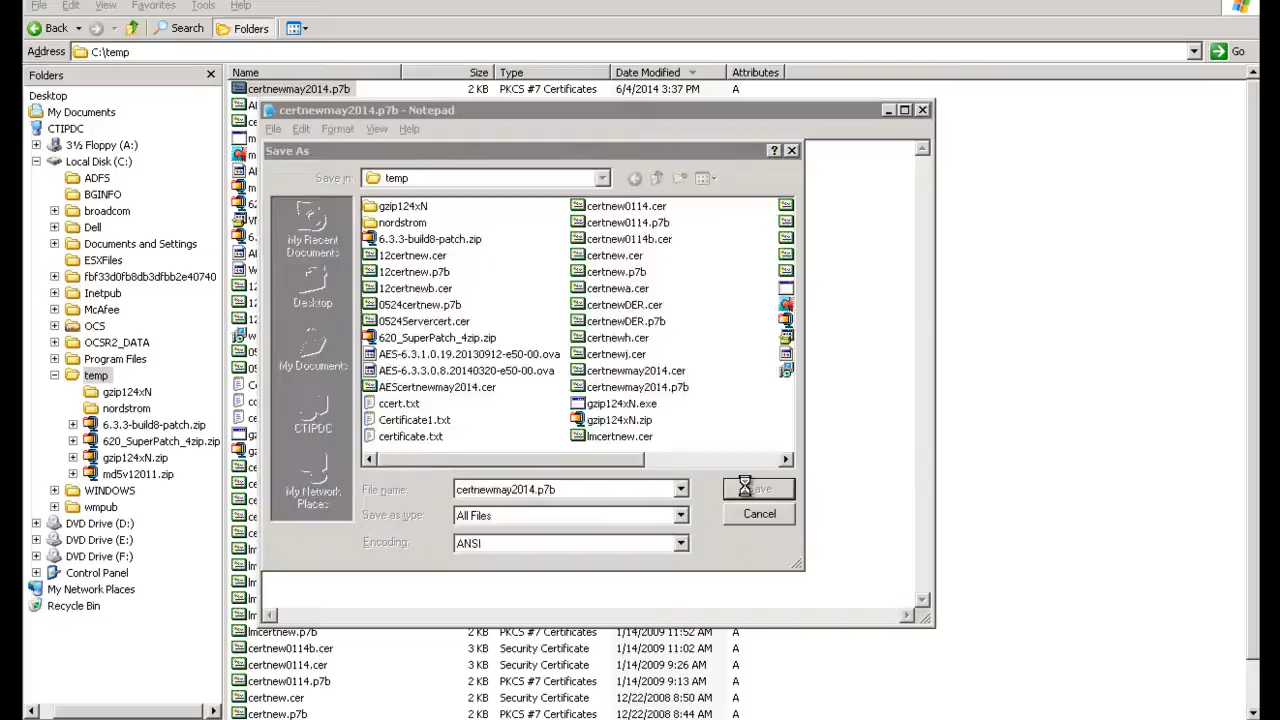 File Edit View Favorites Tools Help
Back Search Folders
Address C:\temp Go
Folders
Name Size Type Date Modified Attributes
certnewmay2014.p7b 2 KB PKCS #7 Certificates 6/4/2014 3:37 PM A
Desktop
My Documents
CTIPDC
3½ Floppy (A:)
Local Disk (C:)
ADFS
BGINFO
broadcom
Dell
Documents and Settings
ESXFiles
fbf33d0fb8db3dfbb2e40740
Inetpub
McAfee
OCS
OCSR2_DATA
Program Files
temp
gzip124xN
nordstrom
6.3.3-build8-patch.zip
620_SuperPatch_4zip.zip
gzip124xN.zip
md5v12011.zip
WINDOWS
wmpub
DVD Drive (D:)
DVD Drive (E:)
DVD Drive (F:)
Control Panel
My Network Places
Recycle Bin
certnewmay2014.p7b - Notepad
File Edit Format View Help
Save As
Save in: temp
My Recent Documents
Desktop
My Documents
CTIPDC
My Network Places
gzip124xN
nordstrom
6.3.3-build8-patch.zip
12certnew.cer
12certnew.p7b
12certnewb.cer
0524certnew.p7b
0524Servercert.cer
620_SuperPatch_4zip.zip
AES-6.3.1.0.19.20130912-e50-00.ova
AES-6.3.3.0.8.20140320-e50-00.ova
AEScertnewmay2014.cer
ccert.txt
Certificate1.txt
certificate.txt
certnew0114.cer
certnew0114.p7b
certnew0114b.cer
certnew.cer
certnew.p7b
certnewa.cer
certnewDER.cer
certnewDER.p7b
certnewh.cer
certnewj.cer
certnewmay2014.cer
certnewmay2014.p7b
gzip124xN.exe
gzip124xN.zip
lmcertnew.cer
File name: certnewmay2014.p7b Save
Save as type: All Files Cancel
Encoding: ANSI
lmcertnew.p7b 2 KB PKCS #7 Certificates 1/14/2009 11:52 AM A
certnew0114b.cer 3 KB Security Certificate 1/14/2009 11:02 AM A
certnew0114.cer 3 KB Security Certificate 1/14/2009 9:26 AM A
certnew0114.p7b 2 KB PKCS #7 Certificates 1/14/2009 9:13 AM A
certnew.cer 2 KB Security Certificate 12/22/2008 8:50 AM A
certnew.p7b 2 KB PKCS #7 Certificates 12/22/2008 8:44 AM A